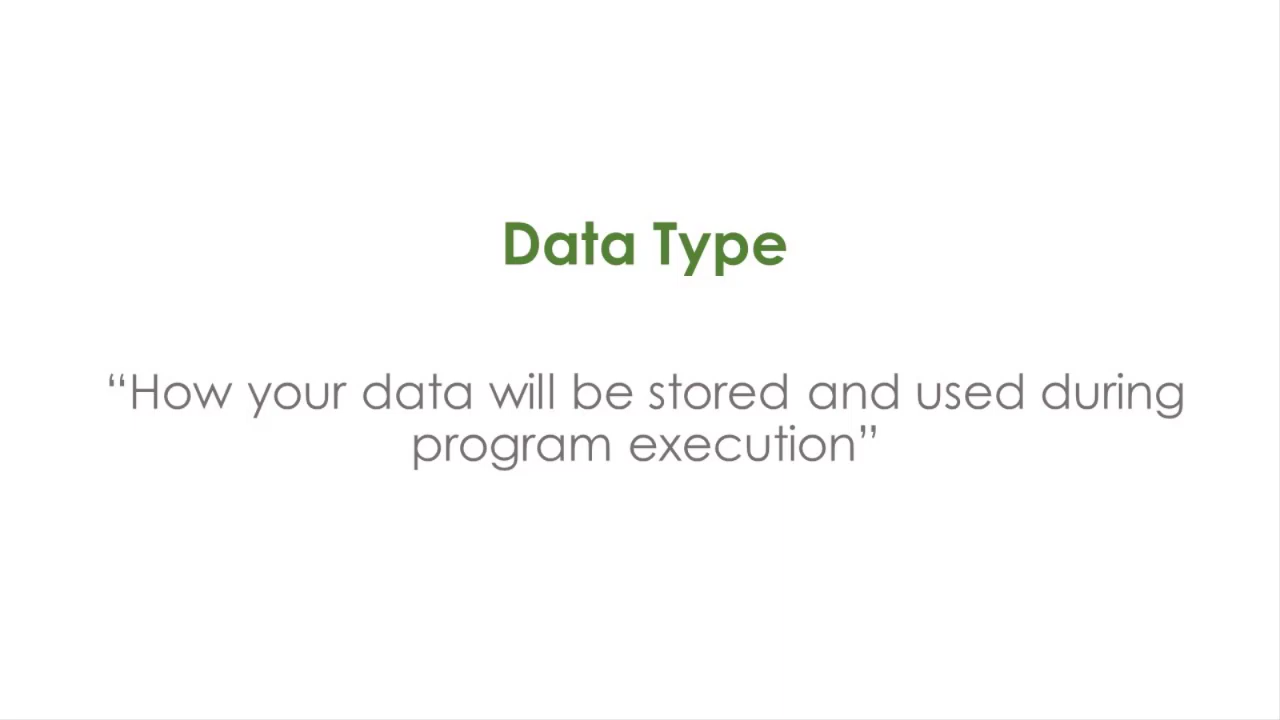 Data Type
“How your data will be stored and used during
program execution”